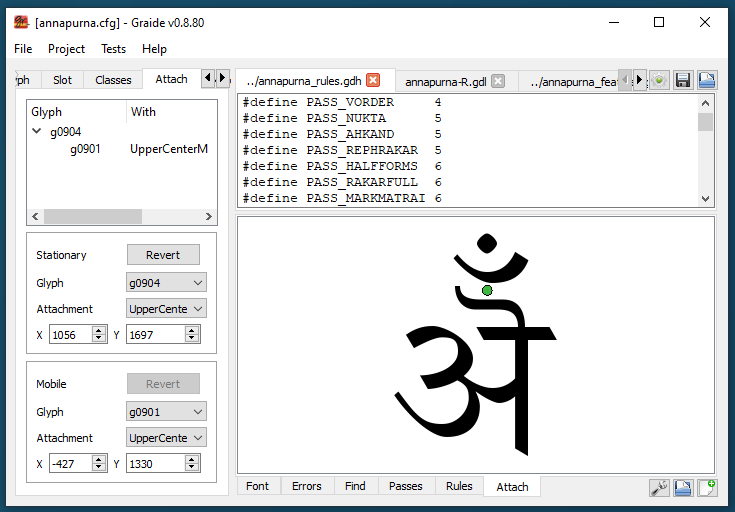 [annapurna.cfg] - Graide v0.8.80
File Project Tests Help
Slot Classes Attach
Glyph With
g0904
g0901 UpperCenterM
Stationary Revert
Glyph g0904
Attachment UpperCente
X 1056 Y 1697
Mobile Revert
Glyph g0901
Attachment UpperCente
X -427 Y 1330
../annapurna_rules.gdh annapurna-R.gdl ../annapurna_fea
#define PASS_VORDER 4
#define PASS_NUKTA 5
#define PASS_AHKAND 5
#define PASS_REPHRAKAR 5
#define PASS_HALFFORMS 6
#define PASS_RAKARFULL 6
#define PASS_MARKMATRAI 6
ऄँ
Font Errors Find Passes Rules Attach